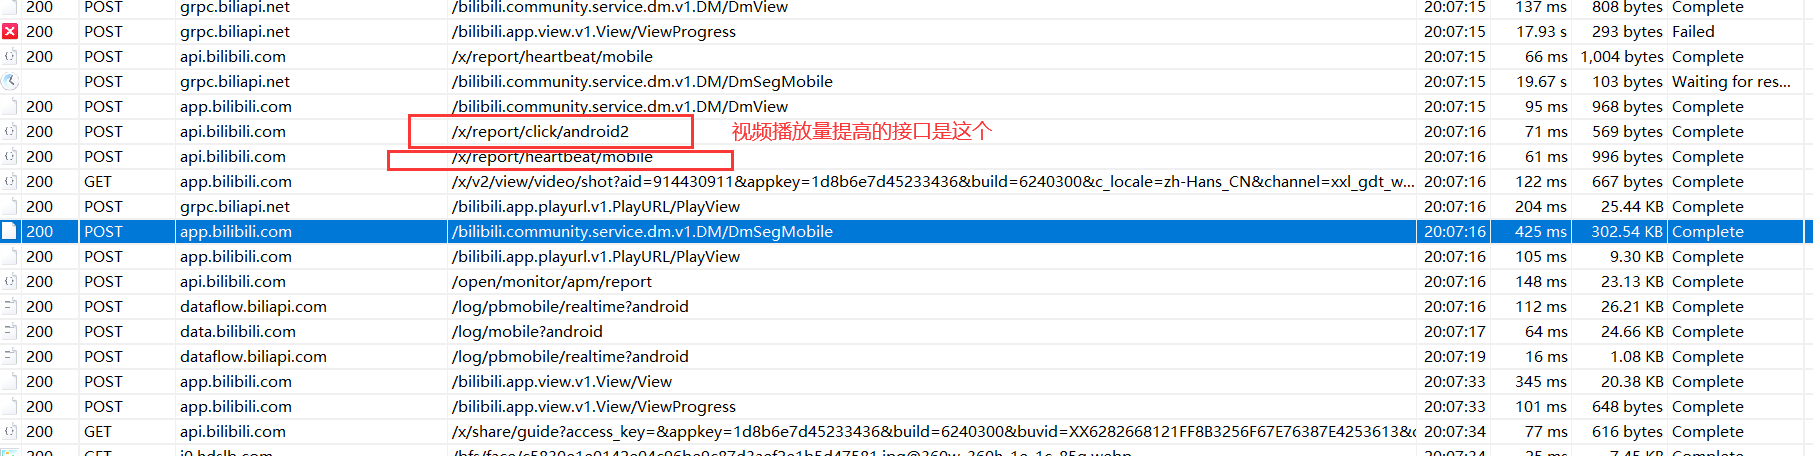 200 POST grpc.biliapi.net /bilibili.community.service.dm.v1.DM/DmView 20:07:15 137 ms 808 bytes Complete
200 POST grpc.biliapi.net /bilibili.app.view.v1.View/ViewProgress 20:07:15 17.93 s 293 bytes Failed
200 POST api.bilibili.com /x/report/heartbeat/mobile 20:07:15 66 ms 1,004 bytes Complete
POST grpc.biliapi.net /bilibili.community.service.dm.v1.DM/DmSegMobile 20:07:15 19.67 s 103 bytes Waiting for res...
200 POST app.bilibili.com /bilibili.community.service.dm.v1.DM/DmView 20:07:15 95 ms 968 bytes Complete
200 POST api.bilibili.com /x/report/click/android2 视频播放量提高的接口是这个 20:07:16 71 ms 569 bytes Complete
200 POST api.bilibili.com /x/report/heartbeat/mobile 20:07:16 61 ms 996 bytes Complete
200 GET app.bilibili.com /x/v2/view/video/shot?aid=914430911&appkey=1d8b6e7d45233436&build=6240300&c_locale=zh-Hans_CN&channel=xxl_gdt_w... 20:07:16 122 ms 667 bytes Complete
200 POST grpc.biliapi.net /bilibili.app.playurl.v1.PlayURL/PlayView 20:07:16 204 ms 25.44 KB Complete
200 POST app.bilibili.com /bilibili.community.service.dm.v1.DM/DmSegMobile 20:07:16 425 ms 302.54 KB Complete
200 POST app.bilibili.com /bilibili.app.playurl.v1.PlayURL/PlayView 20:07:16 105 ms 9.30 KB Complete
200 POST api.bilibili.com /open/monitor/apm/report 20:07:16 148 ms 23.13 KB Complete
200 POST dataflow.biliapi.com /log/pbmobile/realtime?android 20:07:16 112 ms 26.21 KB Complete
200 POST data.bilibili.com /log/mobile?android 20:07:17 64 ms 24.66 KB Complete
200 POST dataflow.biliapi.com /log/pbmobile/realtime?android 20:07:19 16 ms 1.08 KB Complete
200 POST app.bilibili.com /bilibili.app.view.v1.View/View 20:07:33 345 ms 20.38 KB Complete
200 POST app.bilibili.com /bilibili.app.view.v1.View/ViewProgress 20:07:33 101 ms 648 bytes Complete
200 GET api.bilibili.com /x/share/guide?access_key=&appkey=1d8b6e7d45233436&build=6240300&buvid=XX6282668121FF8B3256F67E76387E4253613&c 20:07:34 77 ms 616 bytes Complete
200 GET 20:07:34 25 ms 7.45 KB Complete